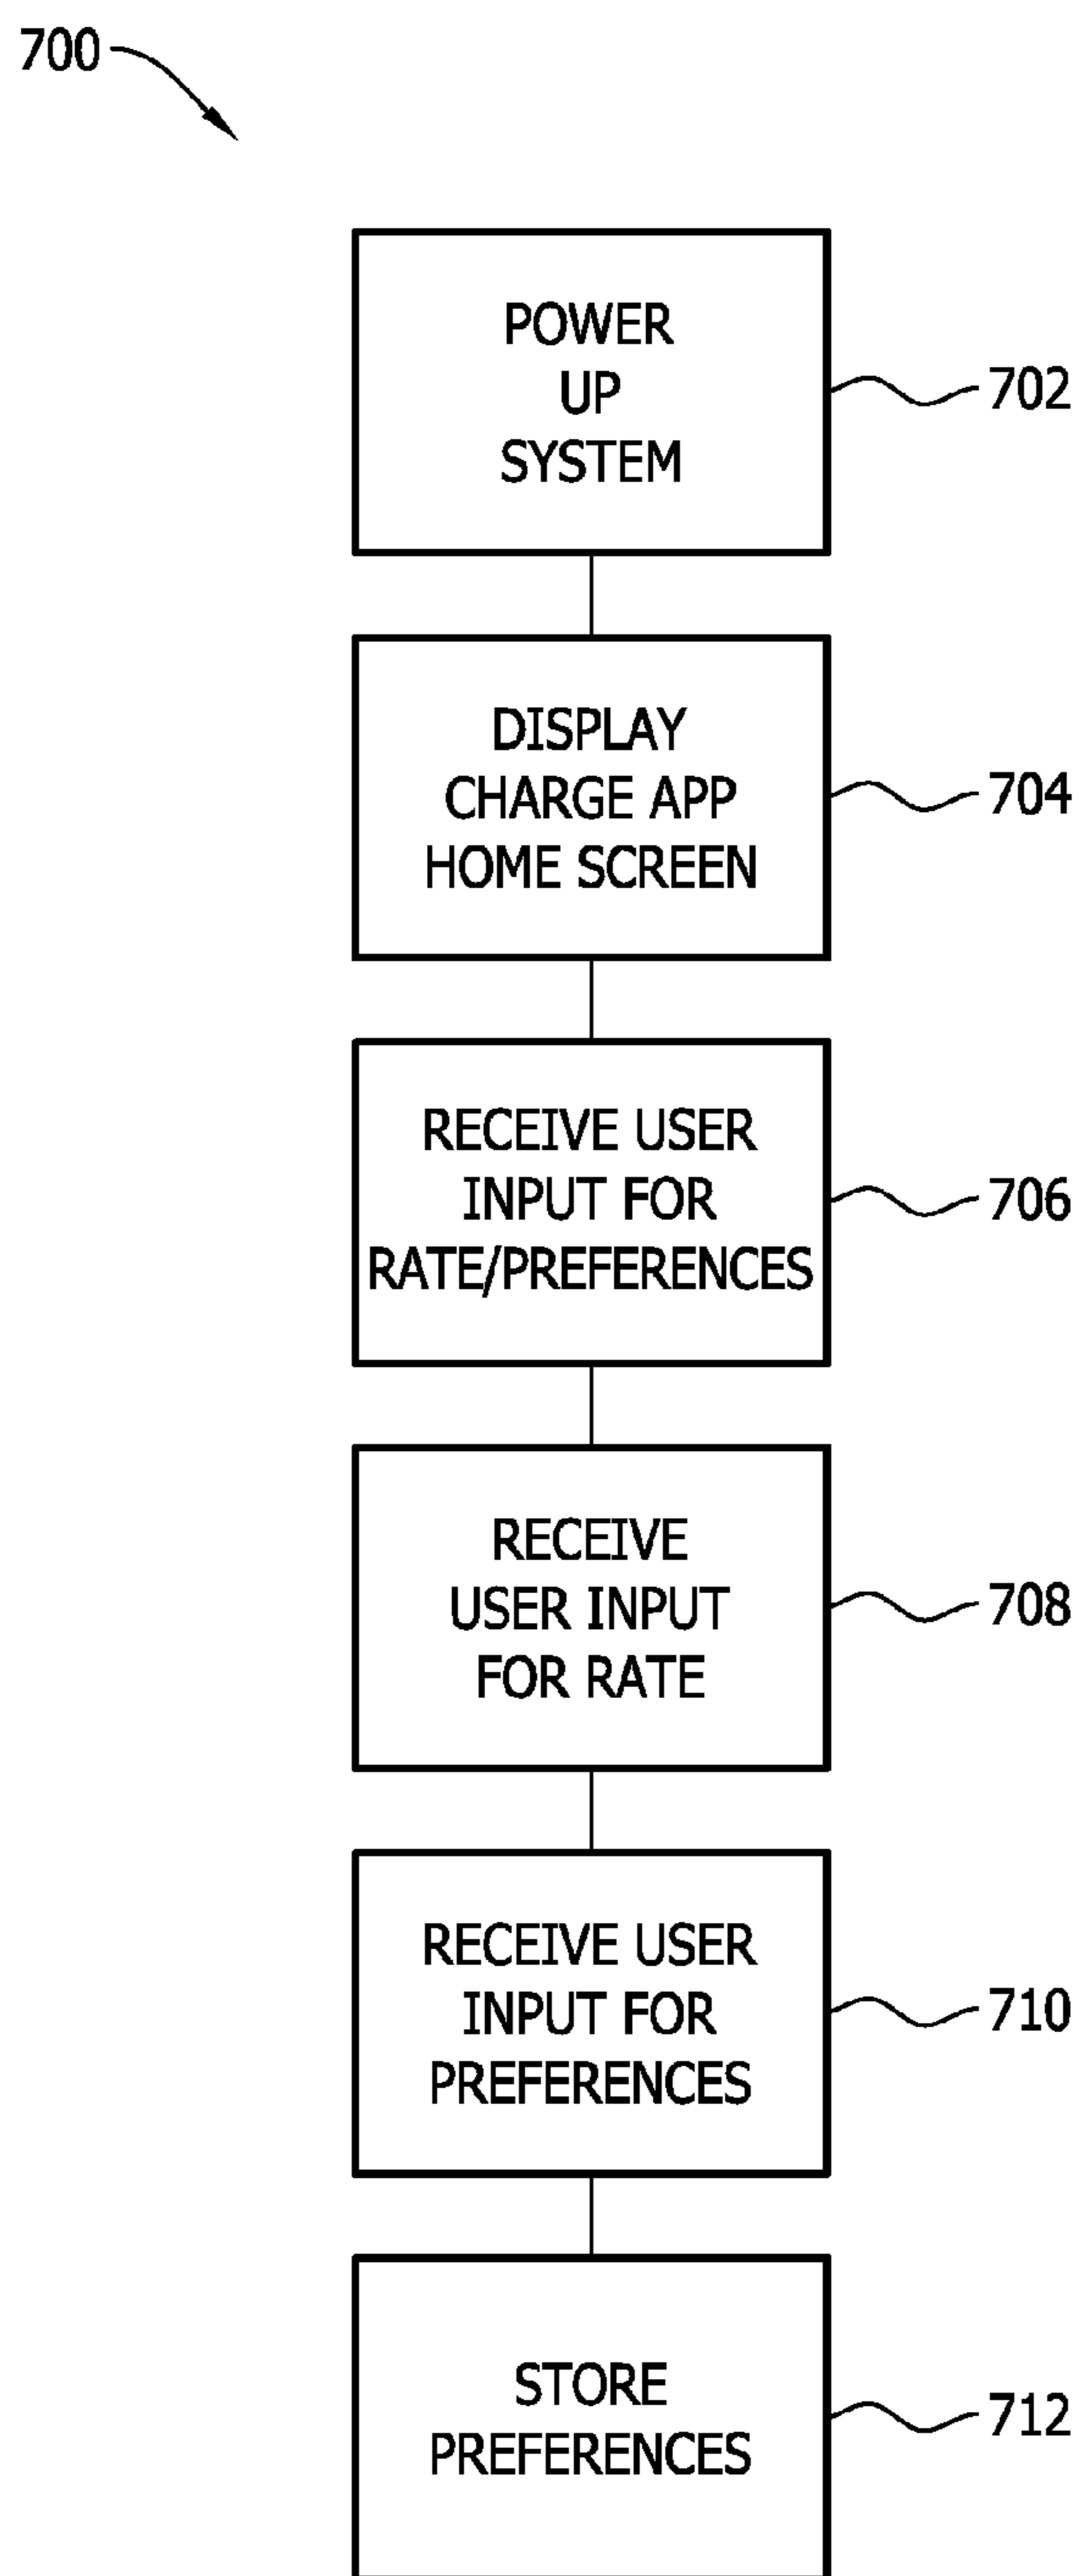 700
POWER
UP
SYSTEM
702
DISPLAY
CHARGE APP
HOME SCREEN
704
RECEIVE USER
INPUT FOR
RATE/PREFERENCES
706
RECEIVE
USER INPUT
FOR RATE
708
RECEIVE USER
INPUT FOR
PREFERENCES
710
STORE
PREFERENCES
712